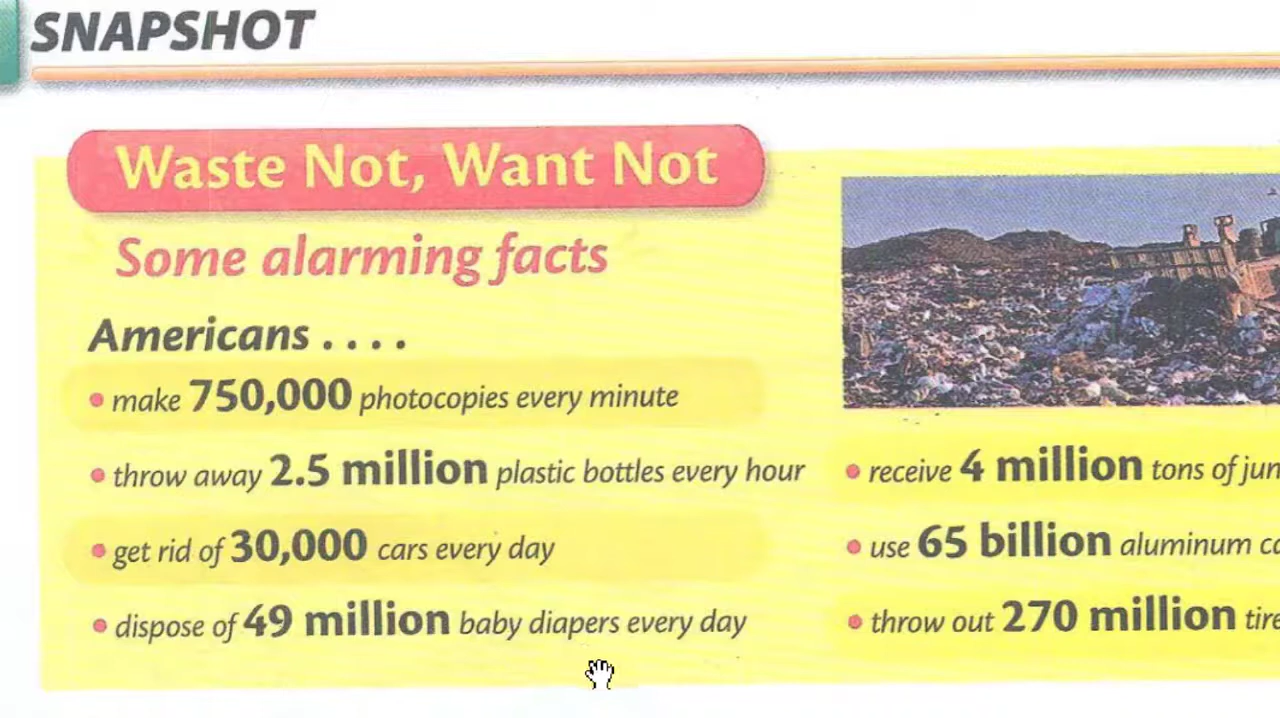 SNAPSHOT
Waste Not, Want Not
Some alarming facts
Americans . . . .
• make 750,000 photocopies every minute
• throw away 2.5 million plastic bottles every hour
• get rid of 30,000 cars every day
• dispose of 49 million baby diapers every day
• receive 4 million tons of
• use 65 billion aluminum
• throw out 270 million